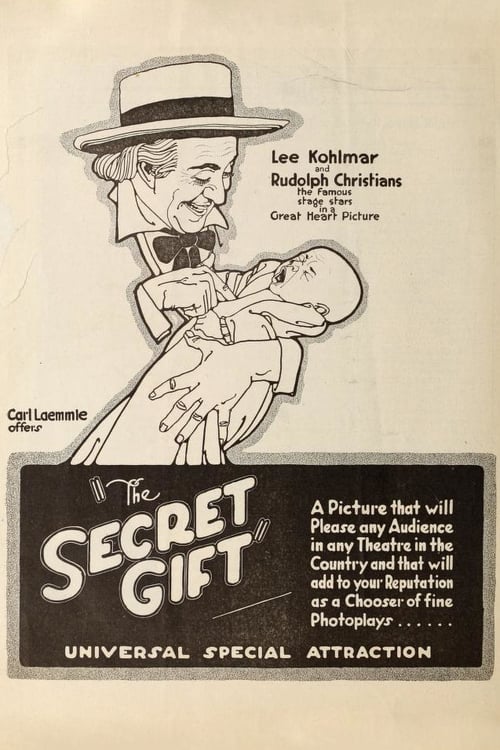 Lee Kohlmar
and
Rudolph Christians
the Famous
stage stars
in a
Great Heart Picture
Carl Laemmle
offers
"The
SECRET
GIFT"
A Picture that will
Please any Audience
in any Theatre in the
Country and that will
add to your Reputation
as a Chooser of fine
Photoplays......
UNIVERSAL SPECIAL ATTRACTION